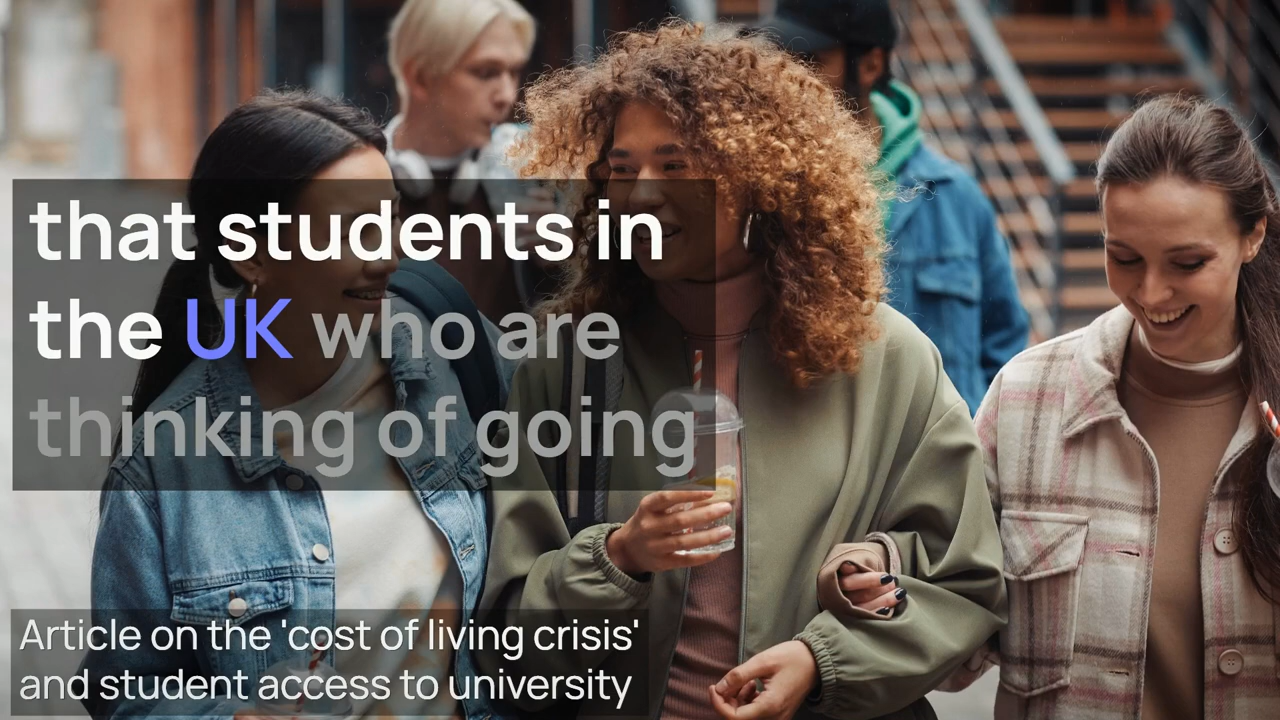 that students in
the UK who are
thinking of going
Article on the 'cost of living crisis'
and student access to university